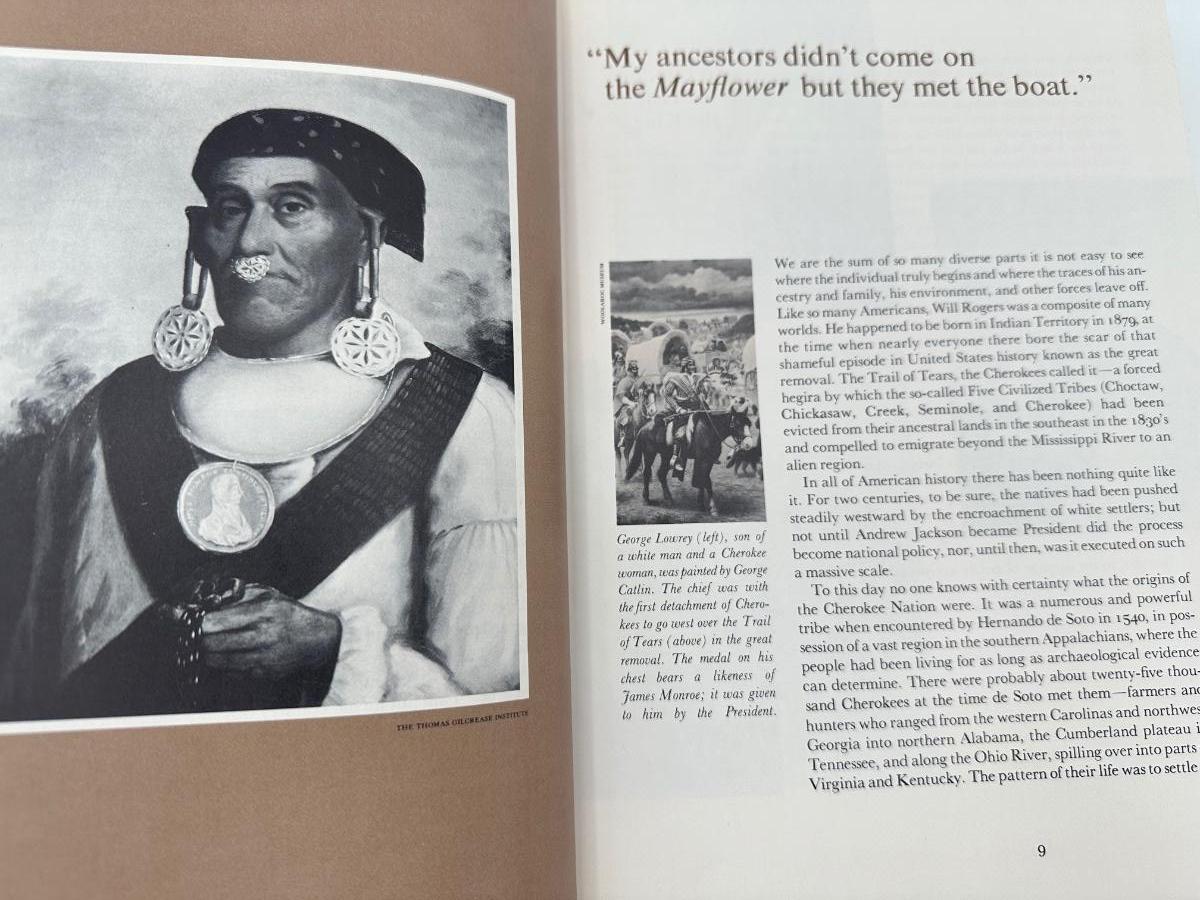 THE THOMAS GILCREASE INSTITUTE
“My ancestors didn’t come on
the Mayflower but they met the boat.”
WOOLAROC MUSEUM
George Lowrey (left), son of
a white man and a Cherokee
woman, was painted by George
Catlin. The chief was with
the first detachment of Chero-
kees to go west over the Trail
of Tears (above) in the great
removal. The medal on his
chest bears a likeness of
James Monroe; it was given
to him by the President.
We are the sum of so many diverse parts it is not easy to see
where the individual truly begins and where the traces of his an-
cestry and family, his environment, and other forces leave off.
Like so many Americans, Will Rogers was a composite of many
worlds. He happened to be born in Indian Territory in 1879, at
the time when nearly everyone there bore the scar of that
shameful episode in United States history known as the great
removal. The Trail of Tears, the Cherokees called it—a forced
hegira by which the so-called Five Civilized Tribes (Choctaw,
Chickasaw, Creek, Seminole, and Cherokee) had been
evicted from their ancestral lands in the southeast in the 1830’s
and compelled to emigrate beyond the Mississippi River to an
alien region.
In all of American history there has been nothing quite like
it. For two centuries, to be sure, the natives had been pushed
steadily westward by the encroachment of white settlers; but
not until Andrew Jackson became President did the process
become national policy, nor, until then, was it executed on such
a massive scale.
To this day no one knows with certainty what the origins of
the Cherokee Nation were. It was a numerous and powerful
tribe when encountered by Hernando de Soto in 1540, in pos-
session of a vast region in the southern Appalachians, where the
people had been living for as long as archaeological evidence
can determine. There were probably about twenty-five thou-
sand Cherokees at the time de Soto met them—farmers and
hunters who ranged from the western Carolinas and northwes
Georgia into northern Alabama, the Cumberland plateau i
Tennessee, and along the Ohio River, spilling over into parts
Virginia and Kentucky. The pattern of their life was to settle
9